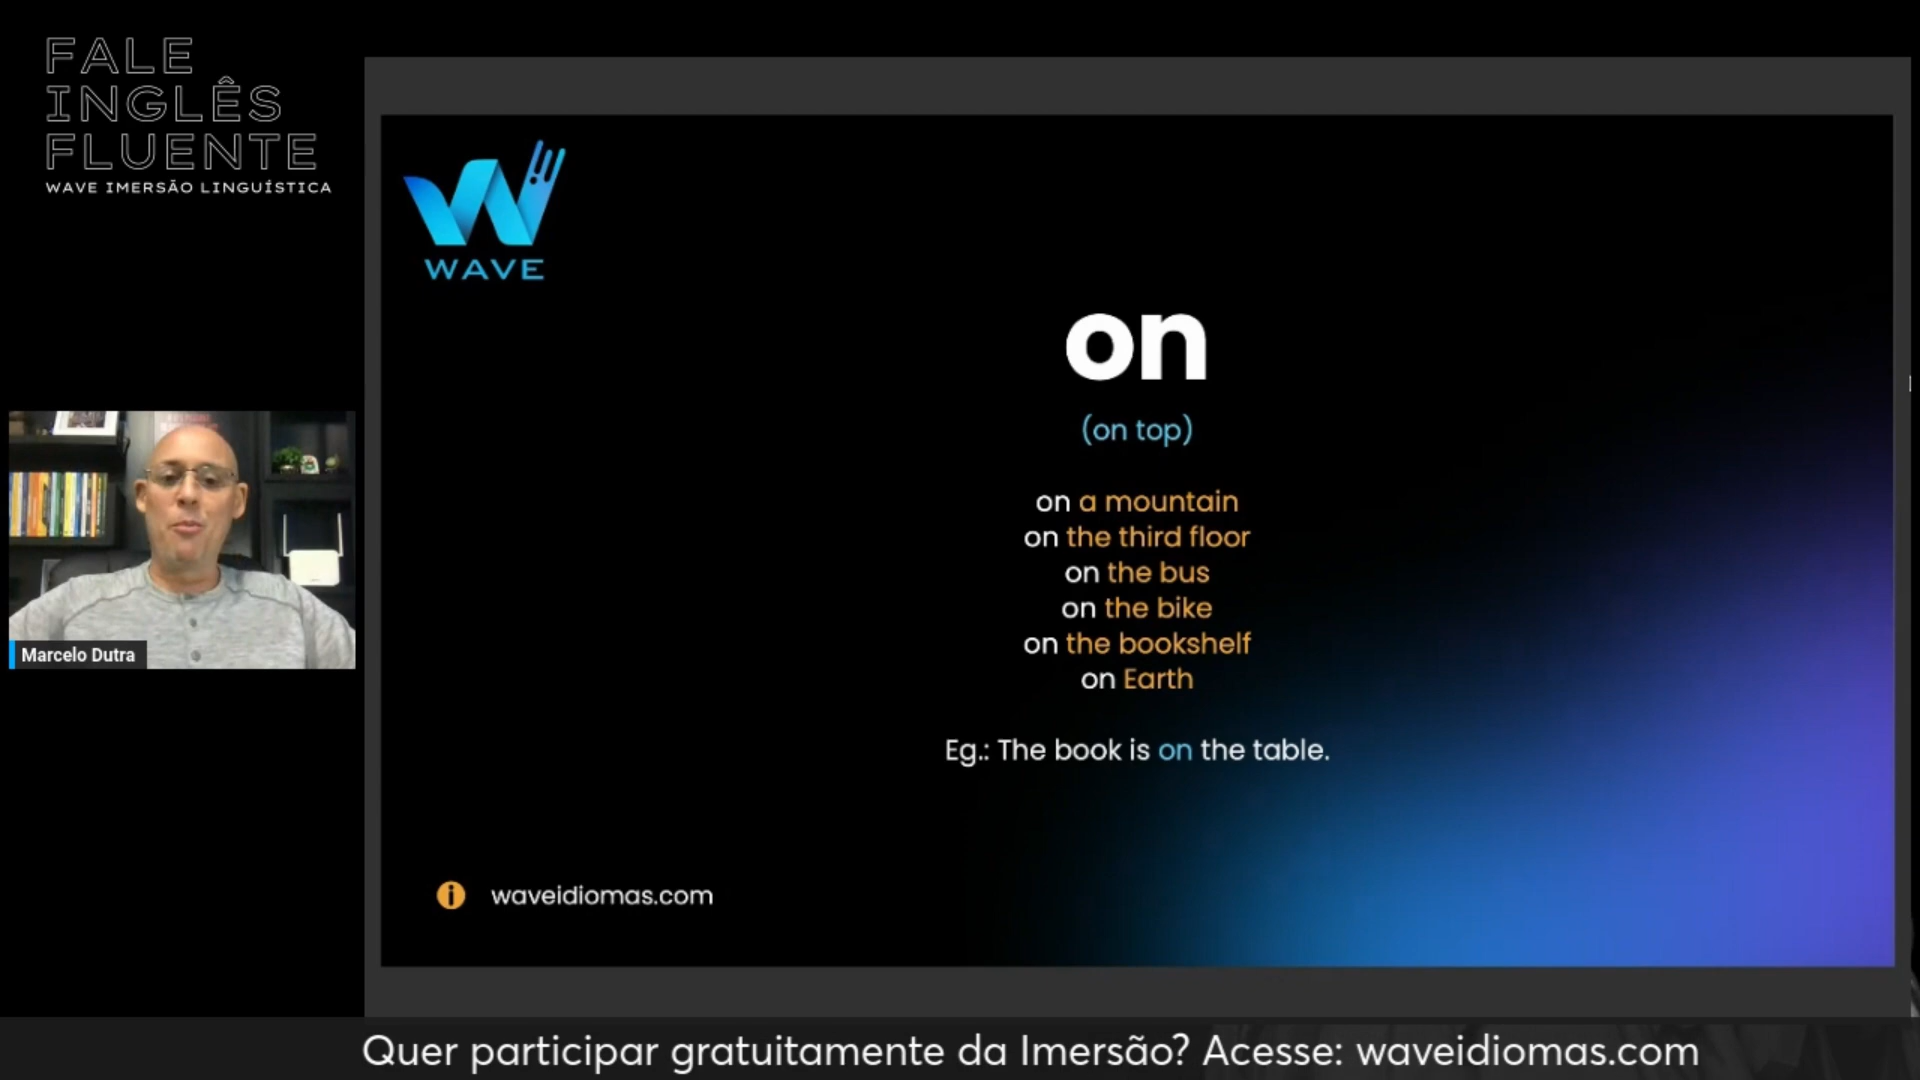 FALE
INGLÊS
FLUENTE
WAVE IMERSÃO LINGUÍSTICA
WAVE
on
(on top)
on a mountain
on the third floor
on the bus
on the bike
on the bookshelf
on Earth
Eg.: The book is on the table.
Marcelo Dutra
i waveidiomas.com
Quer participar gratuitamente da Imersão? Acesse: waveidiomas.com